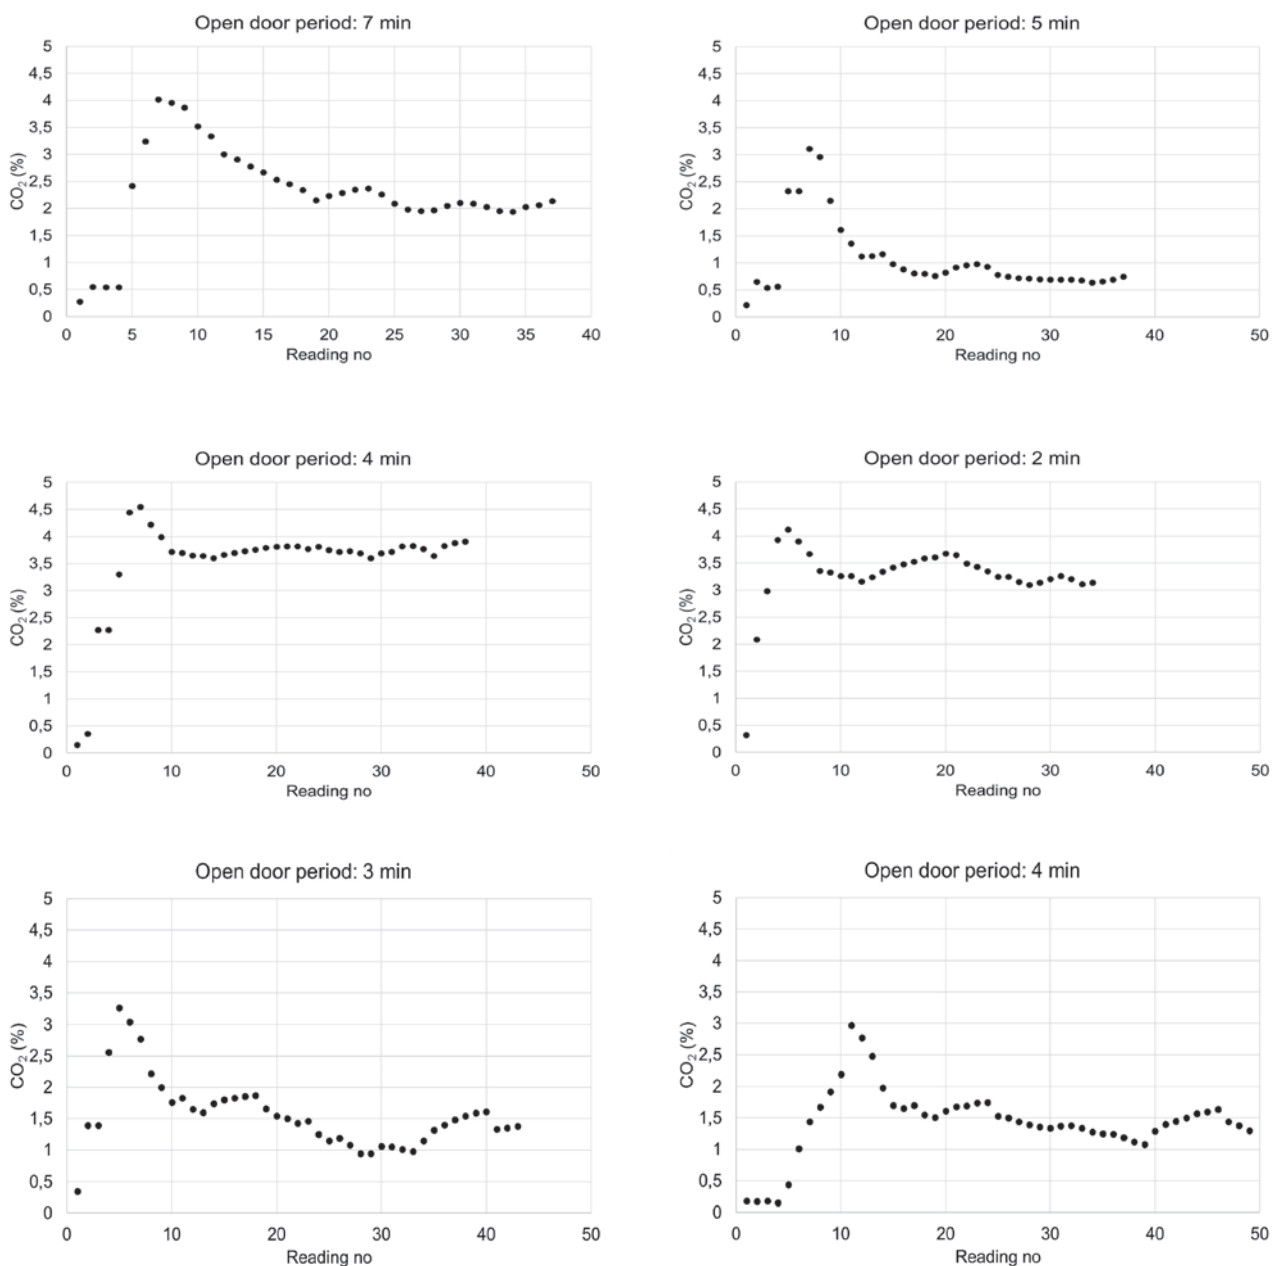 Open door period: 7 min
5
4,5
4
3,5
3
2,5
2
1,5
1
0,5
0
CO₂ (%)
0 5 10 15 20 25 30 35 40
Reading no
Open door period: 5 min
5
4,5
4
3,5
3
2,5
2
1,5
1
0,5
0
CO₂ (%)
0 10 20 30 40 50
Reading no
Open door period: 4 min
5
4,5
4
3,5
3
2,5
2
1,5
1
0,5
0
CO₂ (%)
0 10 20 30 40 50
Reading no
Open door period: 2 min
5
4,5
4
3,5
3
2,5
2
1,5
1
0,5
0
CO₂ (%)
0 10 20 30 40 50
Reading no
Open door period: 3 min
5
4,5
4
3,5
3
2,5
2
1,5
1
0,5
0
CO₂ (%)
0 10 20 30 40 50
Reading no
Open door period: 4 min
5
4,5
4
3,5
3
2,5
2
1,5
1
0,5
0
CO₂ (%)
0 10 20 30 40 50
Reading no